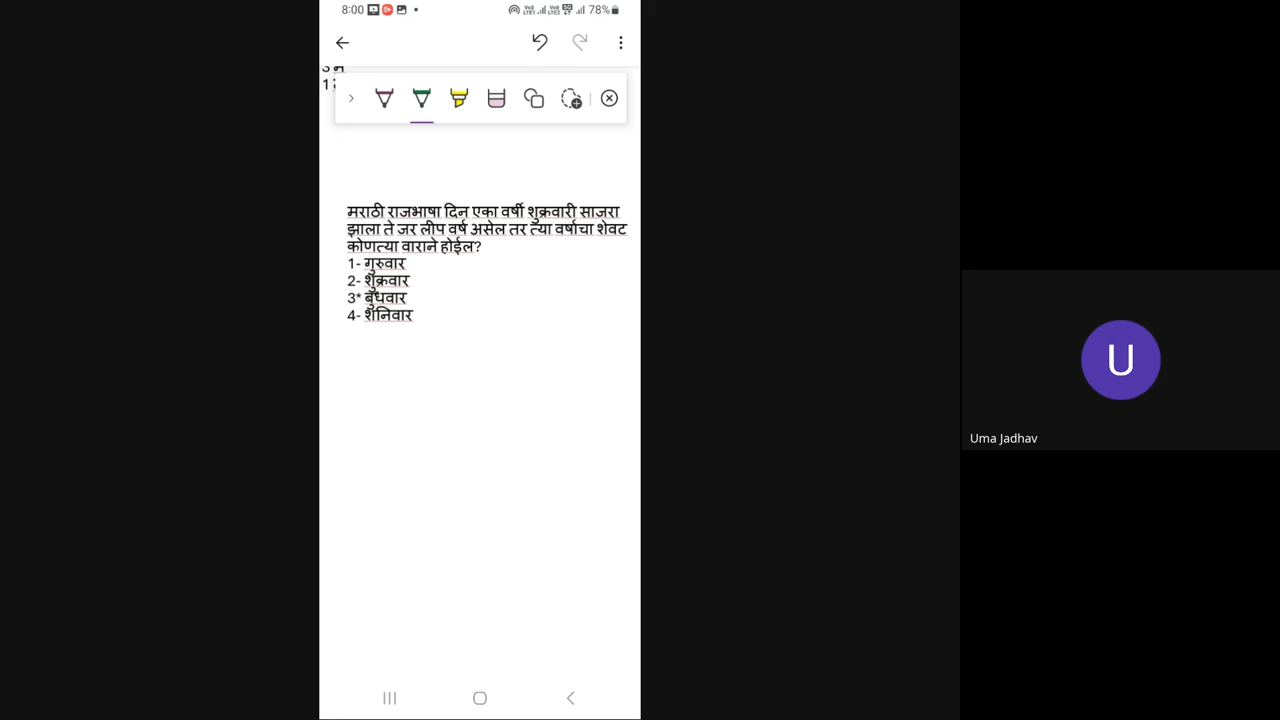 8:00
78%
मराठी राजभाषा दिन एका वर्षी शुक्रवारी साजरा
झाला ते जर लीप वर्ष असेल तर त्या वर्षाचा शेवट
कोणत्या वाराने होईल?
1- गुरुवार
2- शुक्रवार
3* बुधवार
4- शनिवार
U
Uma Jadhav